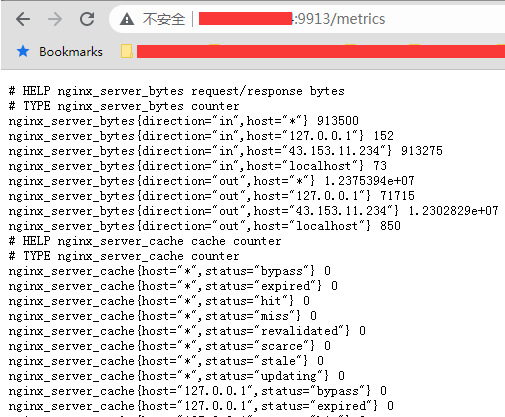 不安全
:9913/metrics
Bookmarks
# HELP nginx_server_bytes request/response bytes
# TYPE nginx_server_bytes counter
nginx_server_bytes{direction="in",host="*"} 913500
nginx_server_bytes{direction="in",host="127.0.0.1"} 152
nginx_server_bytes{direction="in",host="43.153.11.234"} 913275
nginx_server_bytes{direction="in",host="localhost"} 73
nginx_server_bytes{direction="out",host="*"} 1.2375394e+07
nginx_server_bytes{direction="out",host="127.0.0.1"} 71715
nginx_server_bytes{direction="out",host="43.153.11.234"} 1.2302829e+07
nginx_server_bytes{direction="out",host="localhost"} 850
# HELP nginx_server_cache cache counter
# TYPE nginx_server_cache counter
nginx_server_cache{host="*",status="bypass"} 0
nginx_server_cache{host="*",status="expired"} 0
nginx_server_cache{host="*",status="hit"} 0
nginx_server_cache{host="*",status="miss"} 0
nginx_server_cache{host="*",status="revalidated"} 0
nginx_server_cache{host="*",status="scarce"} 0
nginx_server_cache{host="*",status="stale"} 0
nginx_server_cache{host="*",status="updating"} 0
nginx_server_cache{host="127.0.0.1",status="bypass"} 0
nginx_server_cache{host="127.0.0.1",status="expired"} 0